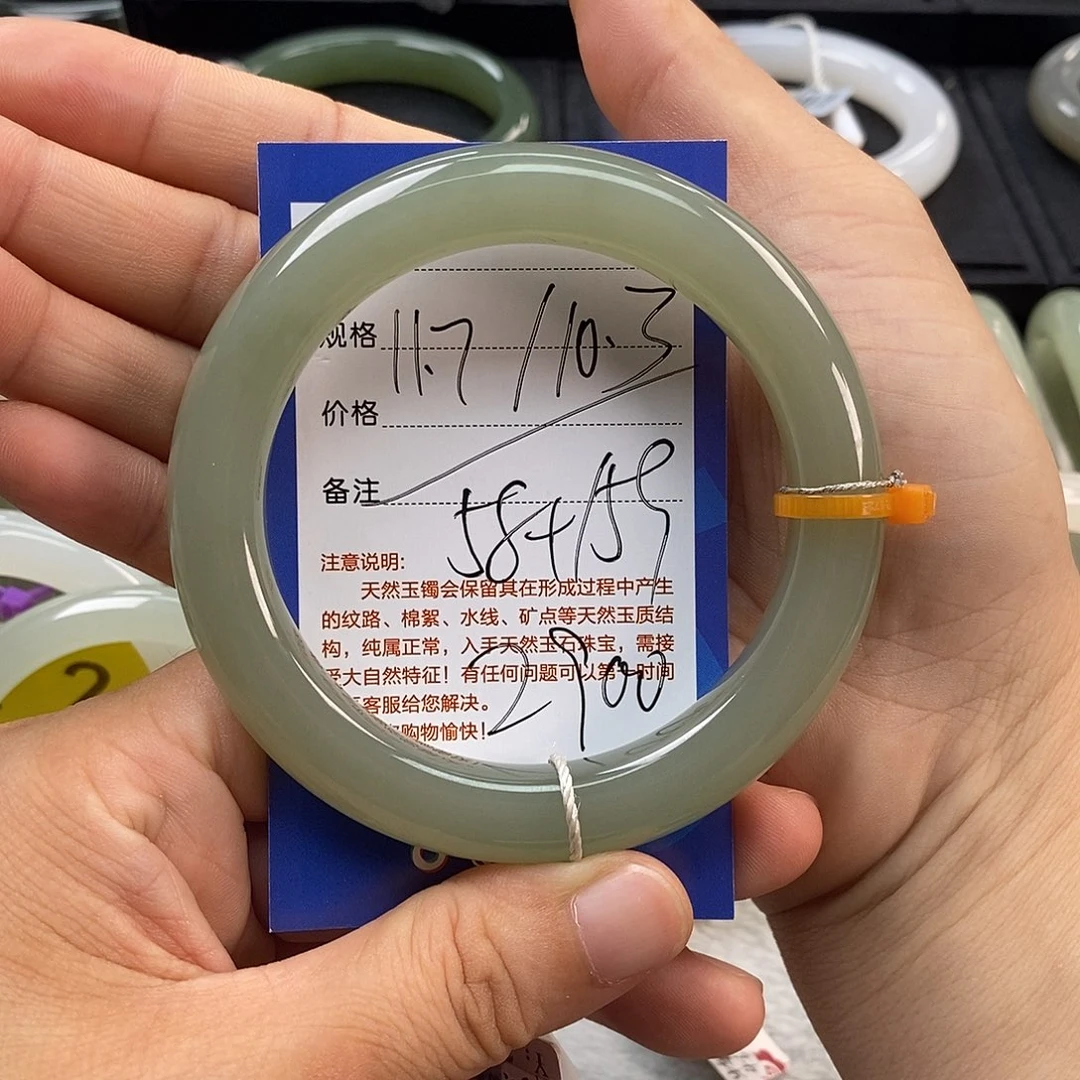 规格 11.7 / 10.3
价格
备注 58+/59
注意说明:
天然玉镯会保留其在形成过程中产生
的纹路、棉絮、水线、矿点等天然玉质结
构，纯属正常，入手天然玉石珠宝，需接
受大自然特征！有任何问题可以第一时间
客服给您解决。
2900
购物愉快！
2